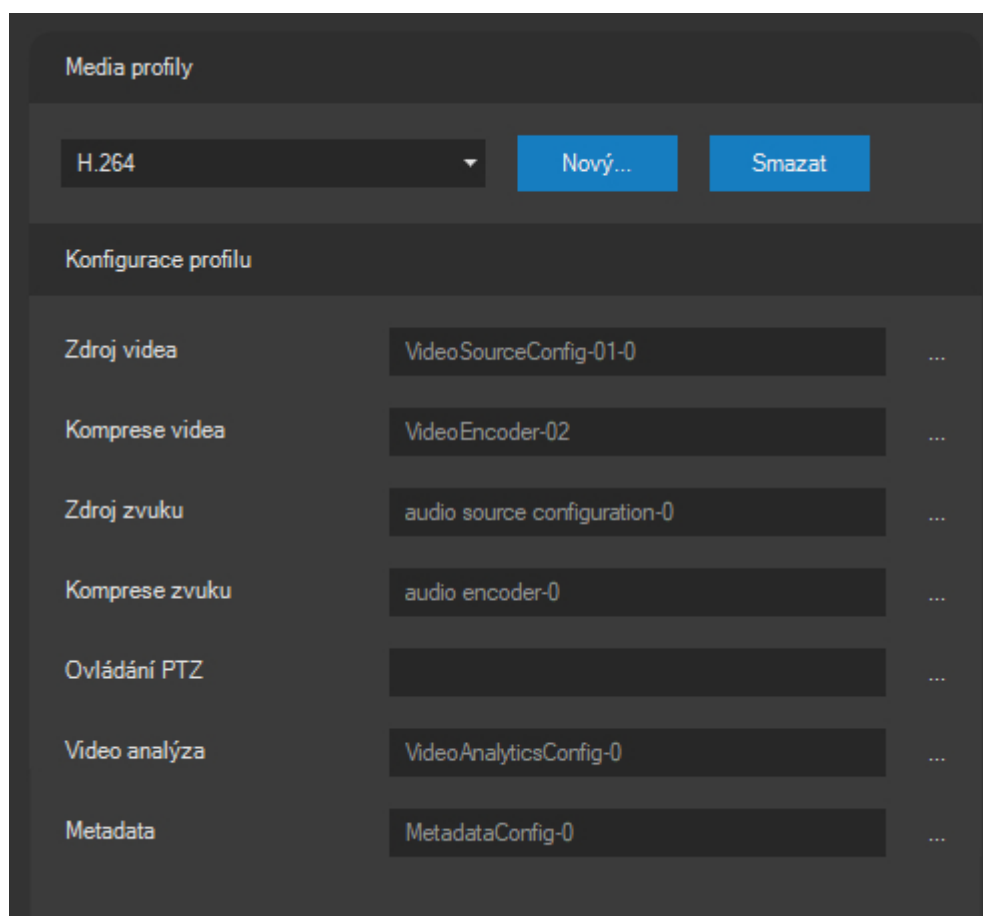 Media profily
H.264 Nový... Smazat
Konfigurace profilu
Zdroj videa VideoSourceConfig-01-0 ...
Komprese videa VideoEncoder-02 ...
Zdroj zvuku audio source configuration-0 ...
Komprese zvuku audio encoder-0 ...
Ovládání PTZ ...
Video analýza VideoAnalyticsConfig-0 ...
Metadata MetadataConfig-0 ...